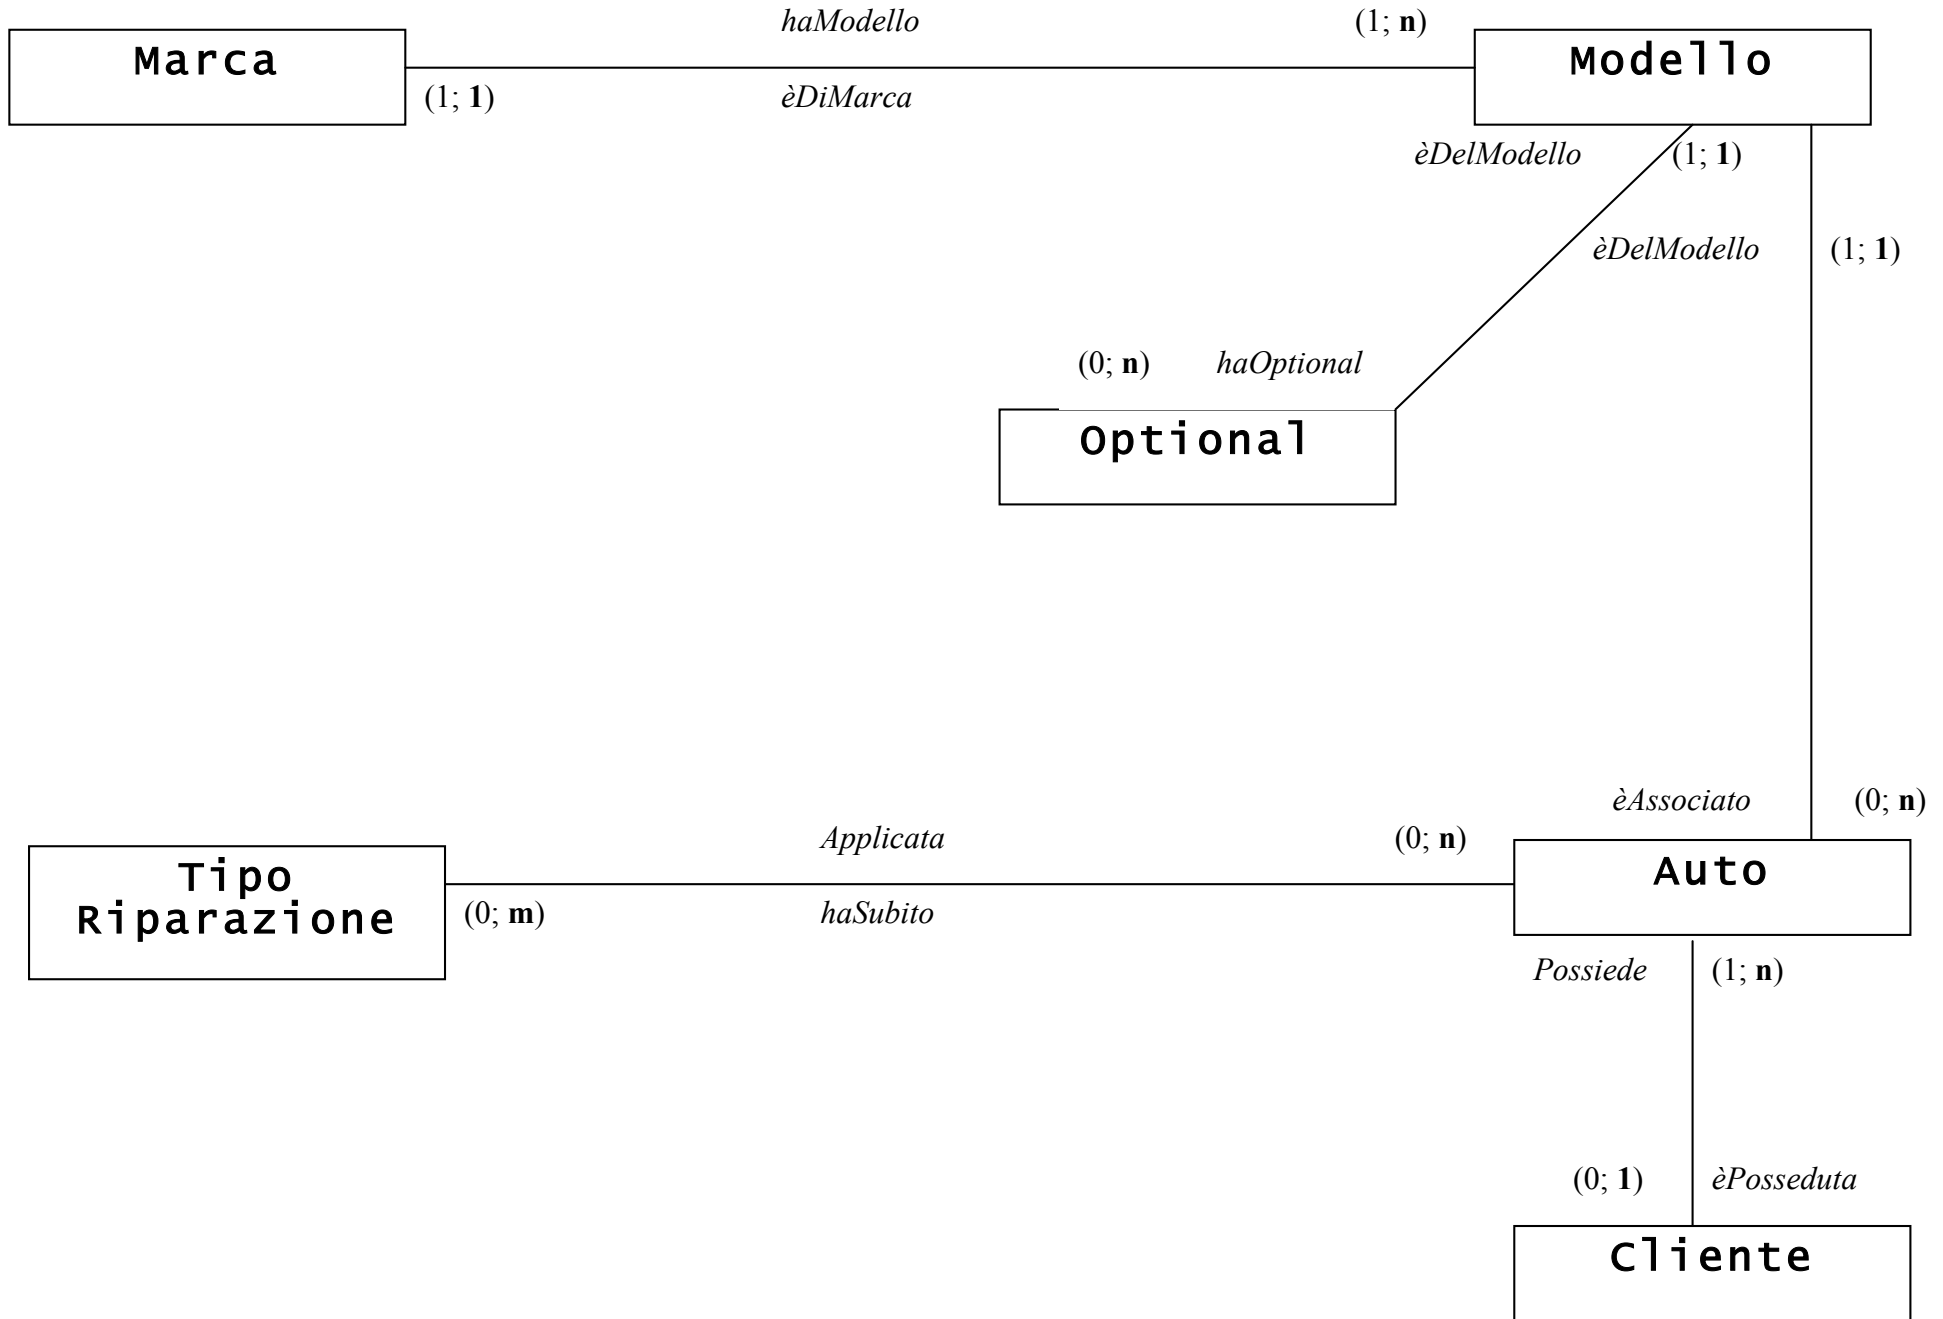 haModello (1; n)
Marca Modello
(1; 1) èDiMarca
èDelModello (1; 1)
èDelModello (1; 1)
(0; n) haOptional
Optional
èAssociato (0; n)
Applicata (0; n)
Tipo
Riparazione
Auto
(0; m) haSubito
Possiede (1; n)
(0; 1) èPosseduta
Cliente